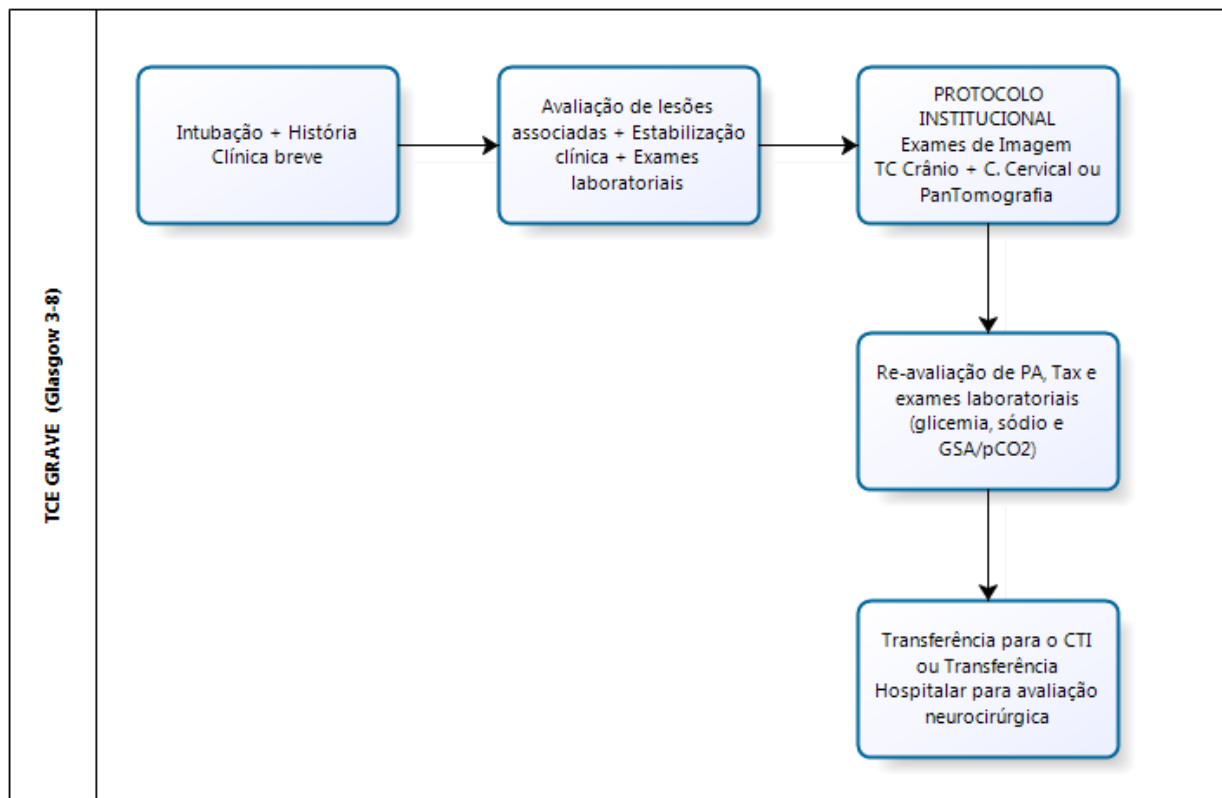 TCE GRAVE (Glasgow 3-8)
Intubação + História
Clínica breve
Avaliação de lesões
associadas + Estabilização
clínica + Exames
laboratoriais
PROTOCOLO
INSTITUCIONAL
Exames de Imagem
TC Crânio + C. Cervical ou
PanTomografia
Re-avaliação de PA, Tax e
exames laboratoriais
(glicemia, sódio e
GSA/pCO2)
Transferência para o CTI
ou Transferência
Hospitalar para avaliação
neurocirúrgica